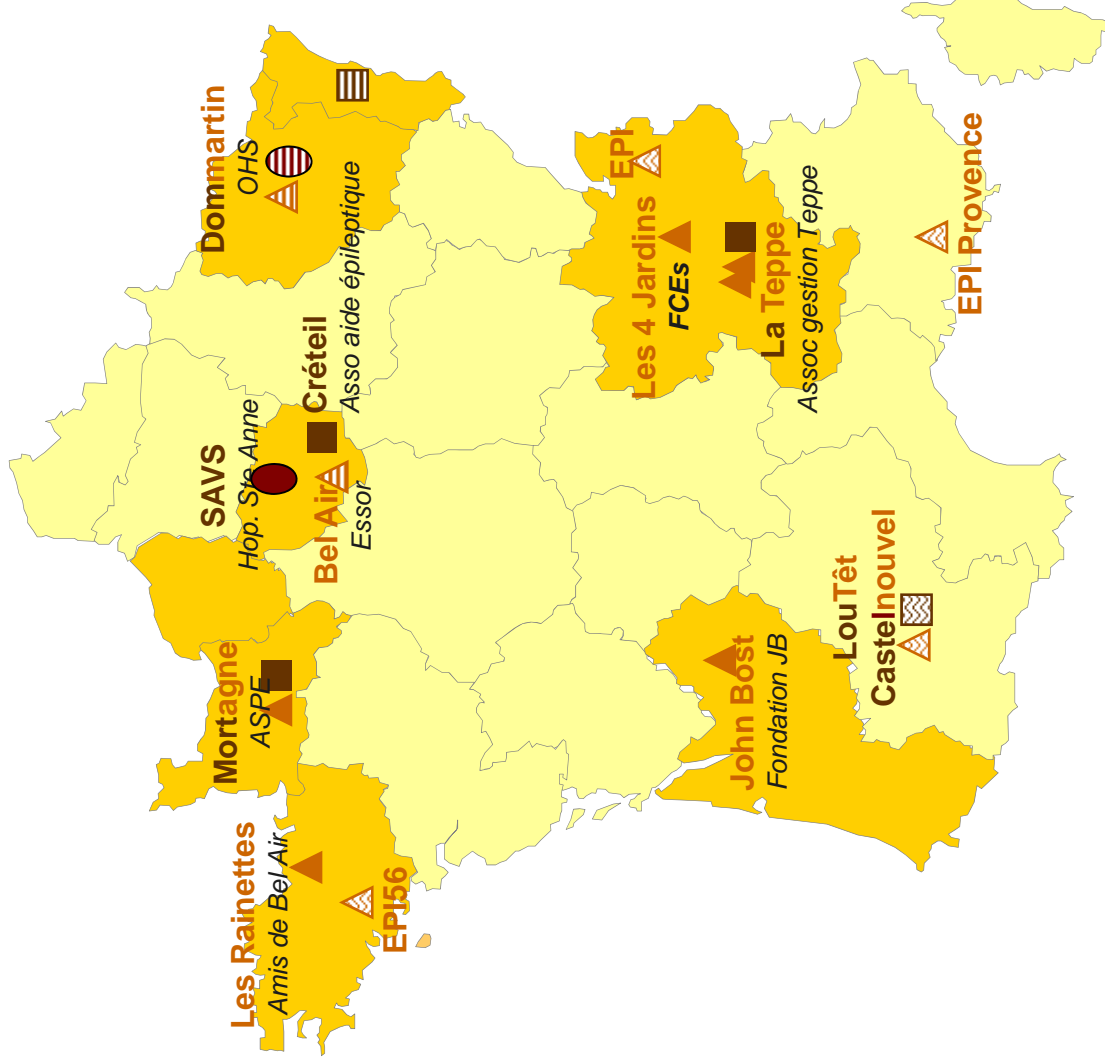 Dommartin
OHS
SAVS
Hop. Ste Anne
Créteil
Asso aide épileptique
Bel Air
Essor
Mortagne
ASPE
Les Rainettes
Amis de Bel Air
EPI56
EPI
Les 4 Jardins
FCEs
La Teppe
Assoc gestion Teppe
John Bost
Fondation JB
LouTêt
Castelnouvel
EPI Provence